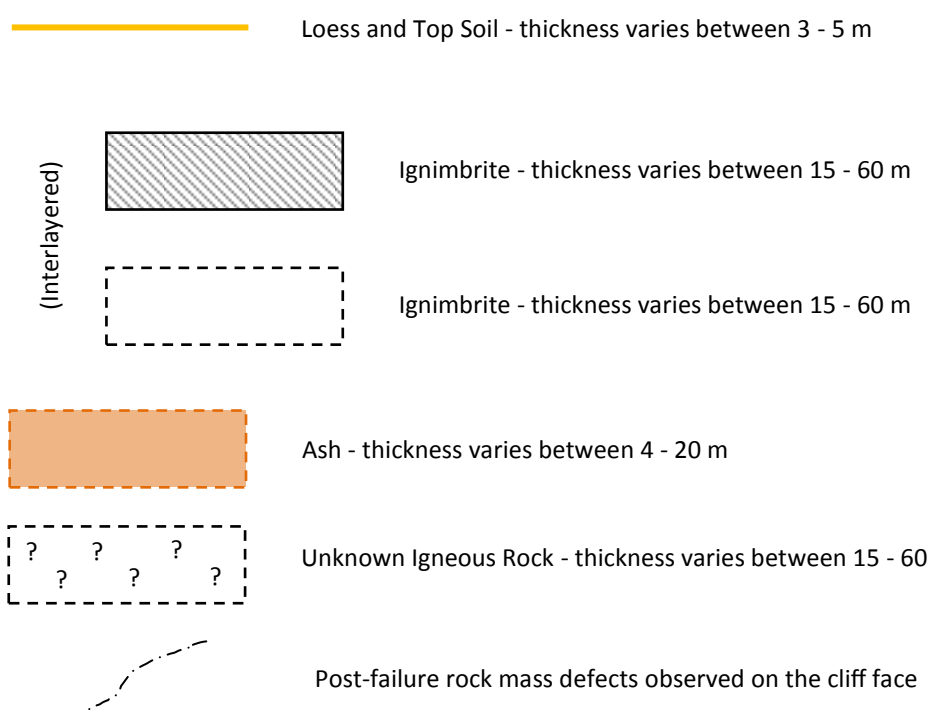 Loess and Top Soil - thickness varies between 3 - 5 m
(Interlayered)
Ignimbrite - thickness varies between 15 - 60 m
Ignimbrite - thickness varies between 15 - 60 m
Ash - thickness varies between 4 - 20 m
? ? ?
? ? ?
Unknown Igneous Rock - thickness varies between 15 - 60
Post-failure rock mass defects observed on the cliff face